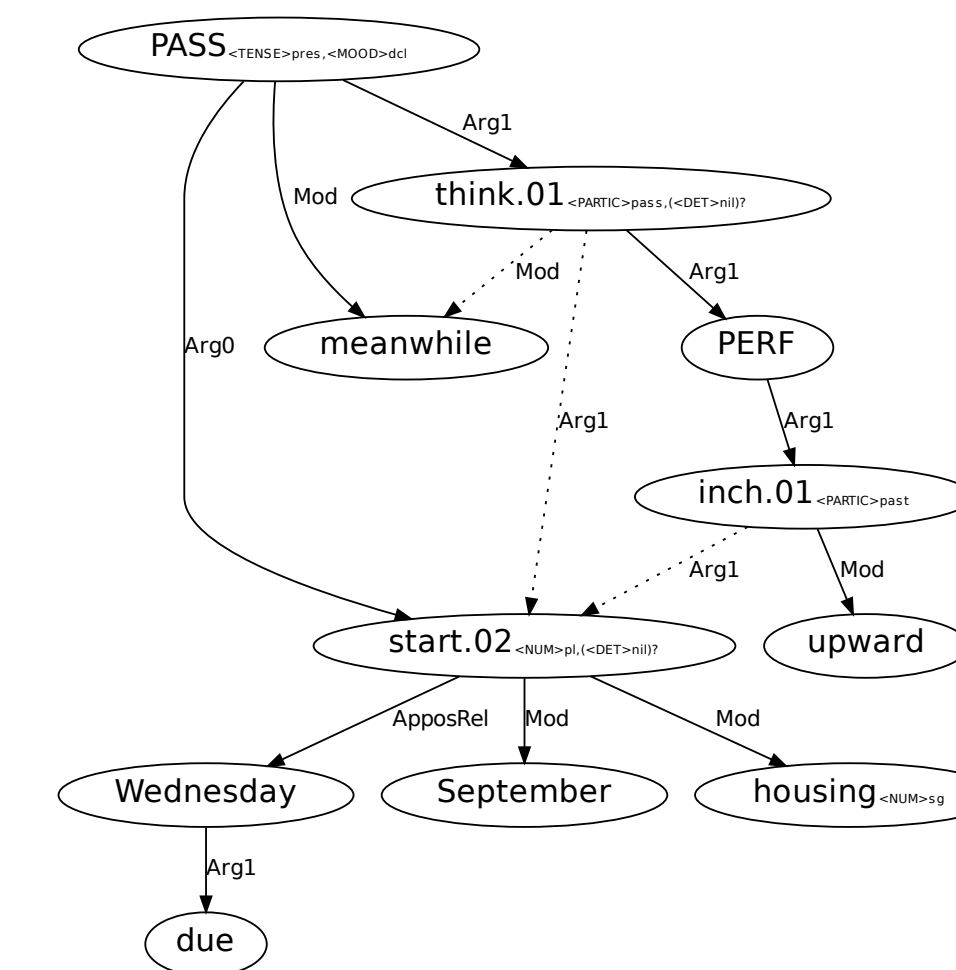 PASS<TENSE>pres,<MOOD>dcl
Arg1
think.01<PARTIC>pass,(<DET>nil)?
Mod
Mod
Arg1
Arg0
meanwhile
PERF
Arg1
Arg1
inch.01<PARTIC>past
Arg1
Mod
start.02<NUM>pl,(<DET>nil)?
upward
ApposRel
Mod
Mod
Wednesday
September
housing<NUM>sg
Arg1
due